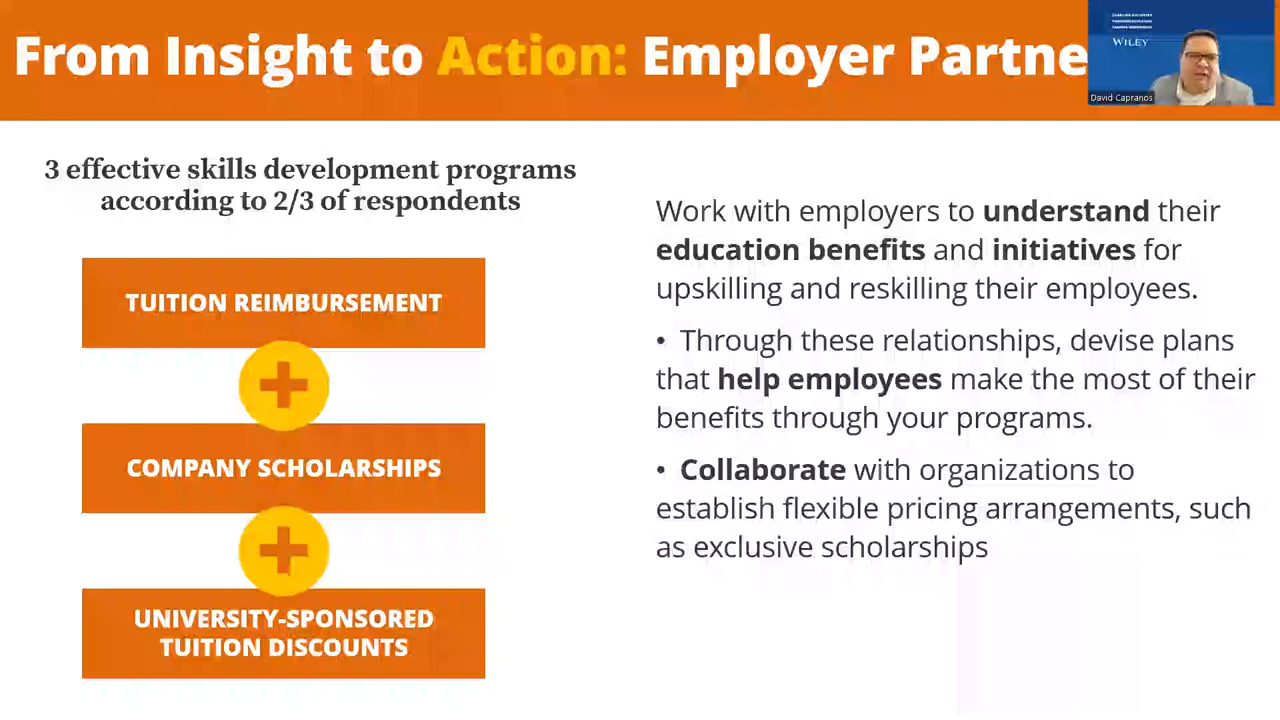 From Insight to Action: Employer Partne
WILEY
David Capranos
3 effective skills development programs
according to 2/3 of respondents
TUITION REIMBURSEMENT
COMPANY SCHOLARSHIPS
UNIVERSITY-SPONSORED
TUITION DISCOUNTS
Work with employers to understand their
education benefits and initiatives for
upskilling and reskilling their employees.
• Through these relationships, devise plans
that help employees make the most of their
benefits through your programs.
• Collaborate with organizations to
establish flexible pricing arrangements, such
as exclusive scholarships